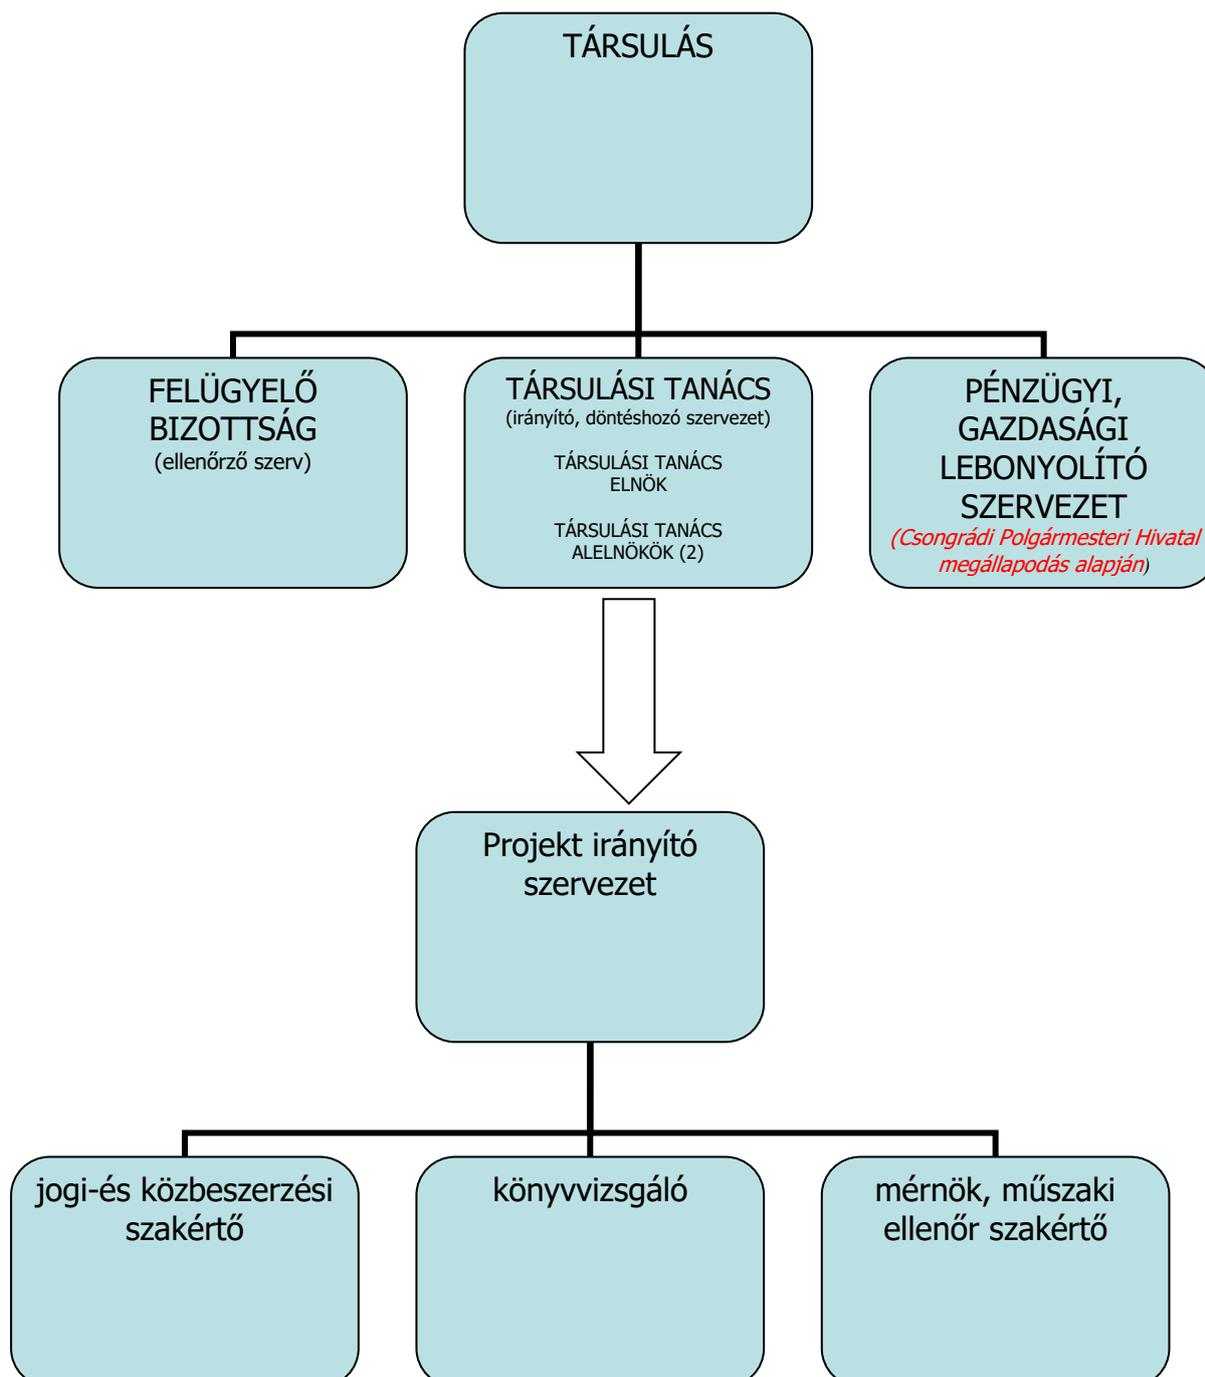 TÁRSULÁS
FELÜGYELŐ
BIZOTTSÁG
(ellenőrző szerv)
TÁRSULÁSI TANÁCS
(irányító, döntéshozó szervezet)
TÁRSULÁSI TANÁCS
ELNÖK
TÁRSULÁSI TANÁCS
ALELNÖKÖK (2)
PÉNZÜGYI,
GAZDASÁGI
LEBONYOLÍTÓ
SZERVEZET
(Csongrádi Polgármesteri Hivatal
megállapodás alapján)
Projekt irányító
szervezet
jogi-és közbeszerzési
szakértő
könyvvizsgáló
mérnök, műszaki
ellenőr szakértő